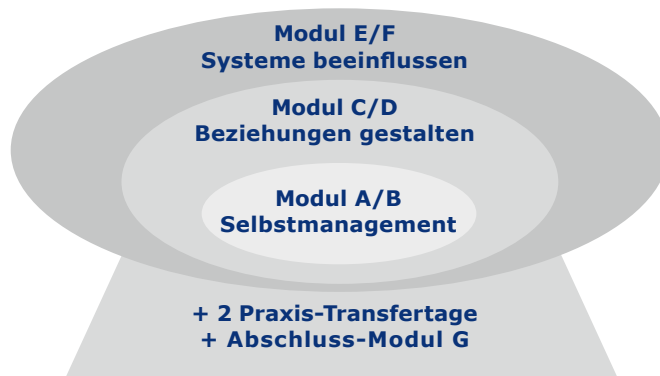 Modul E/F
Systeme beeinflussen
Modul C/D
Beziehungen gestalten
Modul A/B
Selbstmanagement
+ 2 Praxis-Transfertage
+ Abschluss-Modul G